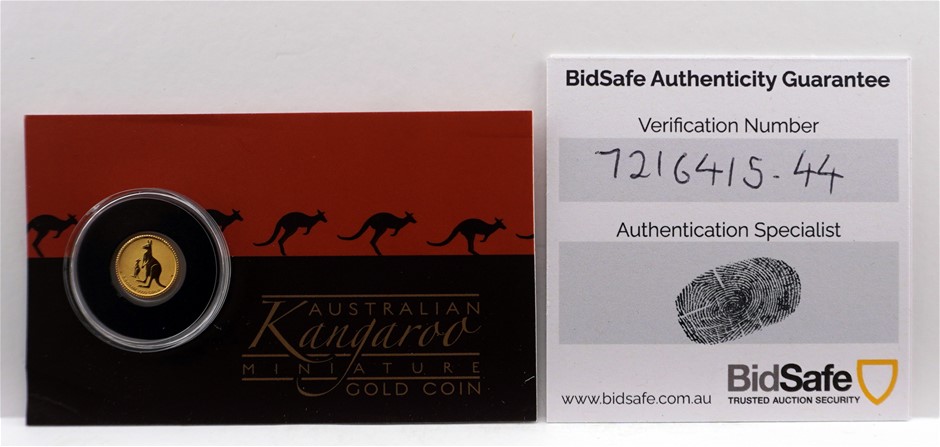 AUSTRALIAN
Kangaroo
MINIATURE
GOLD COIN
BidSafe Authenticity Guarantee
Verification Number
7216415-44
Authentication Specialist
BidSafe
www.bidsafe.com.au
TRUSTED AUCTION SECURITY